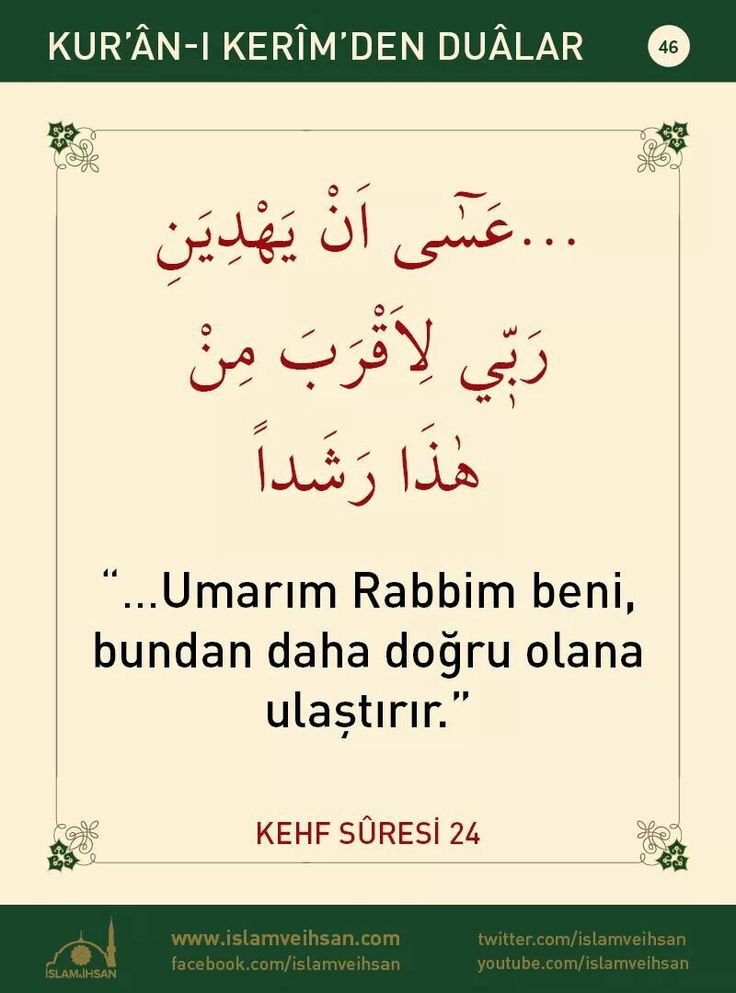 KUR’ÂN-I KERÎM’DEN DUÂLAR
46
...عَسٰٓى اَنْ يَهْدِيَنِ
رَبّ۪ي لِاَقْرَبَ مِنْ
هٰذَا رَشَداً
“...Umarım Rabbim beni,
bundan daha doğru olana
ulaştırır.”
KEHF SÛRESİ 24
İSLAM&İHSAN
www.islamveihsan.com
facebook.com/islamveihsan
twitter.com/islamveihsan
youtube.com/islamveihsan